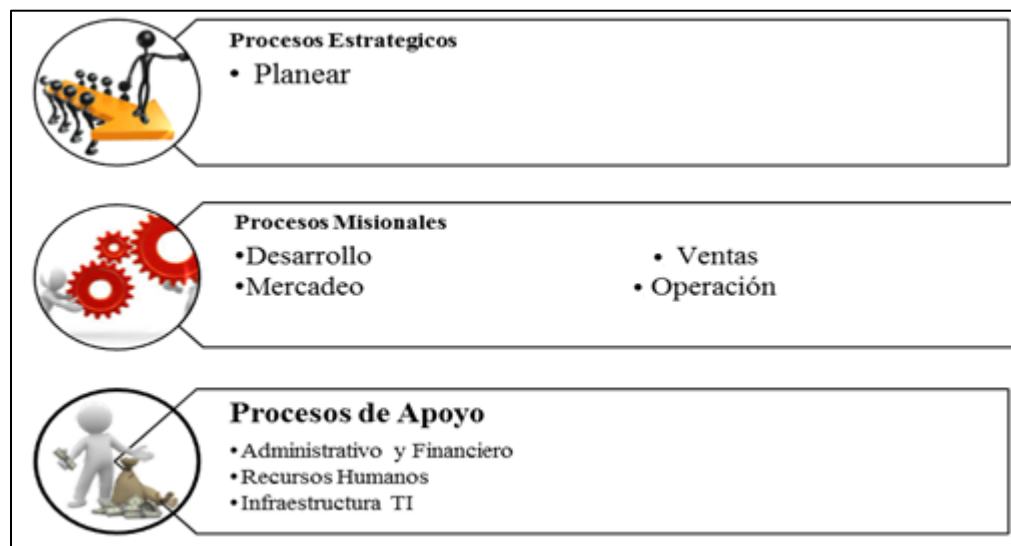 Procesos Estrategicos
• Planear
Procesos Misionales
•Desarrollo
•Mercadeo
• Ventas
• Operación
Procesos de Apoyo
•Administrativo y Financiero
•Recursos Humanos
•Infraestructura TI